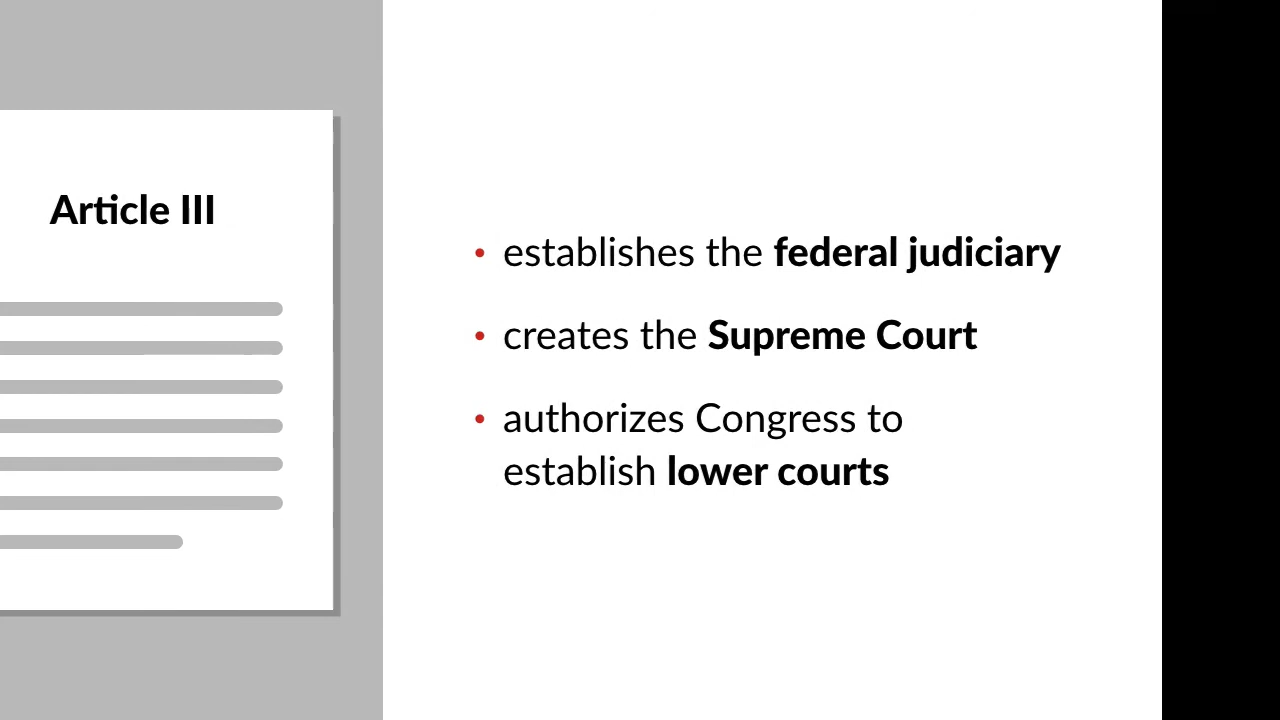 Article III
• establishes the federal judiciary
• creates the Supreme Court
• authorizes Congress to
establish lower courts